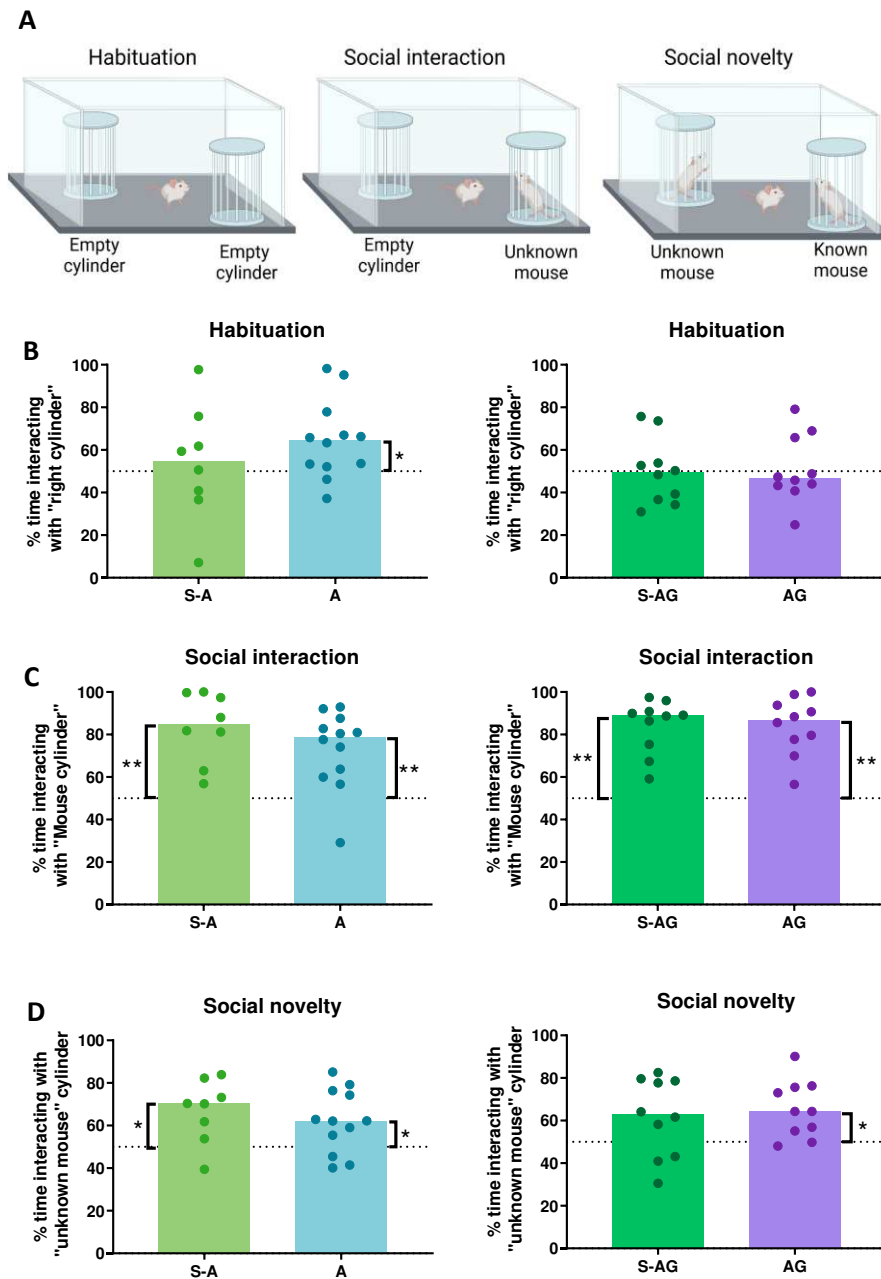 A
Habituation
Social interaction
Social novelty
Empty
cylinder
Empty
cylinder
Empty
cylinder
Unknown
mouse
Unknown
mouse
Known
mouse
B
Habituation
% time interacting
with "right cylinder"
100
80
60
40
20
0
*
S-A
A
Habituation
% time interacting
with "right cylinder"
100
80
60
40
20
0
S-AG
AG
C
Social interaction
% time interacting
with "Mouse cylinder"
100
80
60
40
20
0
**
**
S-A
A
Social interaction
% time interacting
with "Mouse cylinder"
100
80
60
40
20
0
**
**
S-AG
AG
D
Social novelty
% time interacting with
"unknown mouse" cylinder
100
80
60
40
20
0
*
*
S-A
A
Social novelty
% time interacting with
"unknown mouse" cylinder
100
80
60
40
20
0
*
S-AG
AG